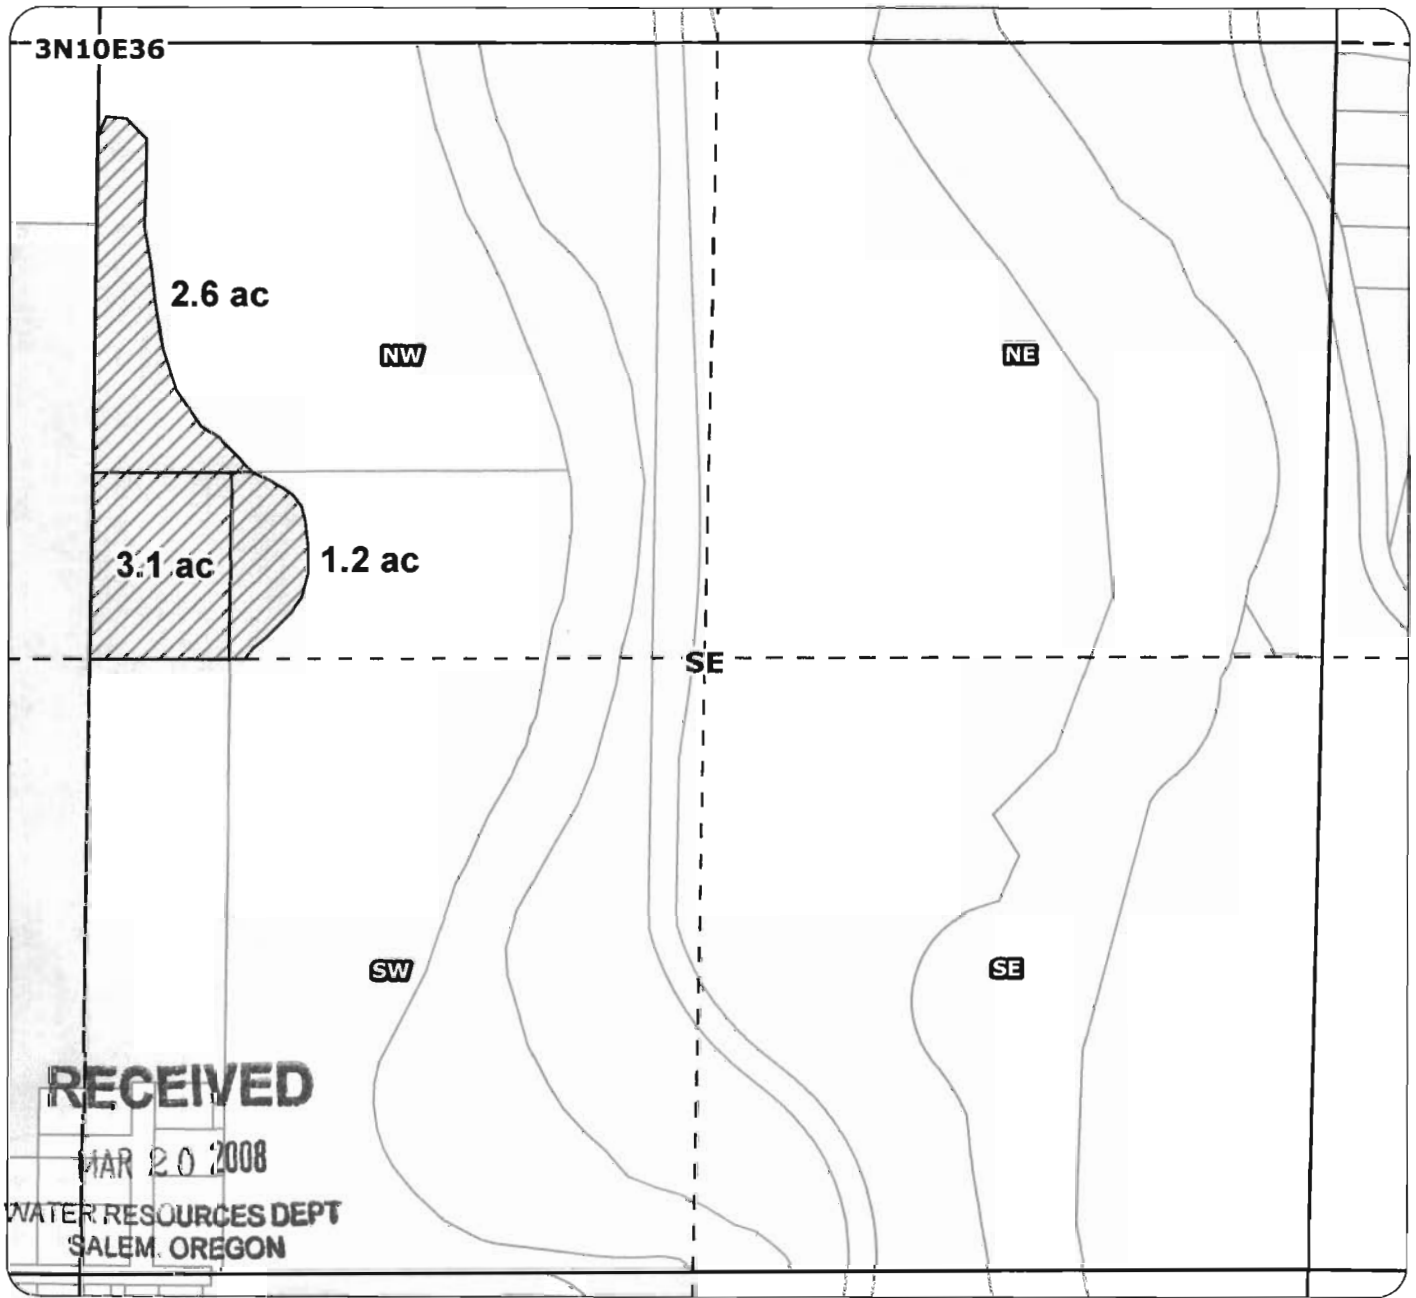 3N10E36
2.6 ac
NW
NE
3.1 ac
1.2 ac
SE
SW
SE
RECEIVED
MAR 20 2008
WATER RESOURCES DEPT
SALEM, OREGON